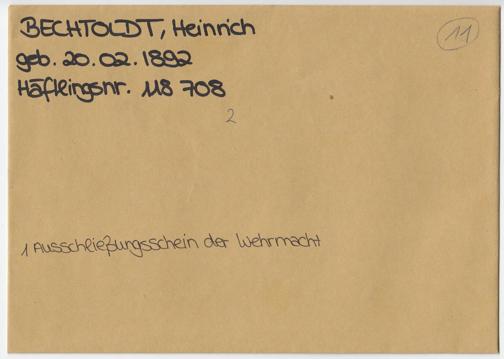 BECHTOLDT, Heinrich
11
geb. 20.02.1892
Häftlingsnr. 118 708
2
1 Ausschließungsschein der Wehrmacht